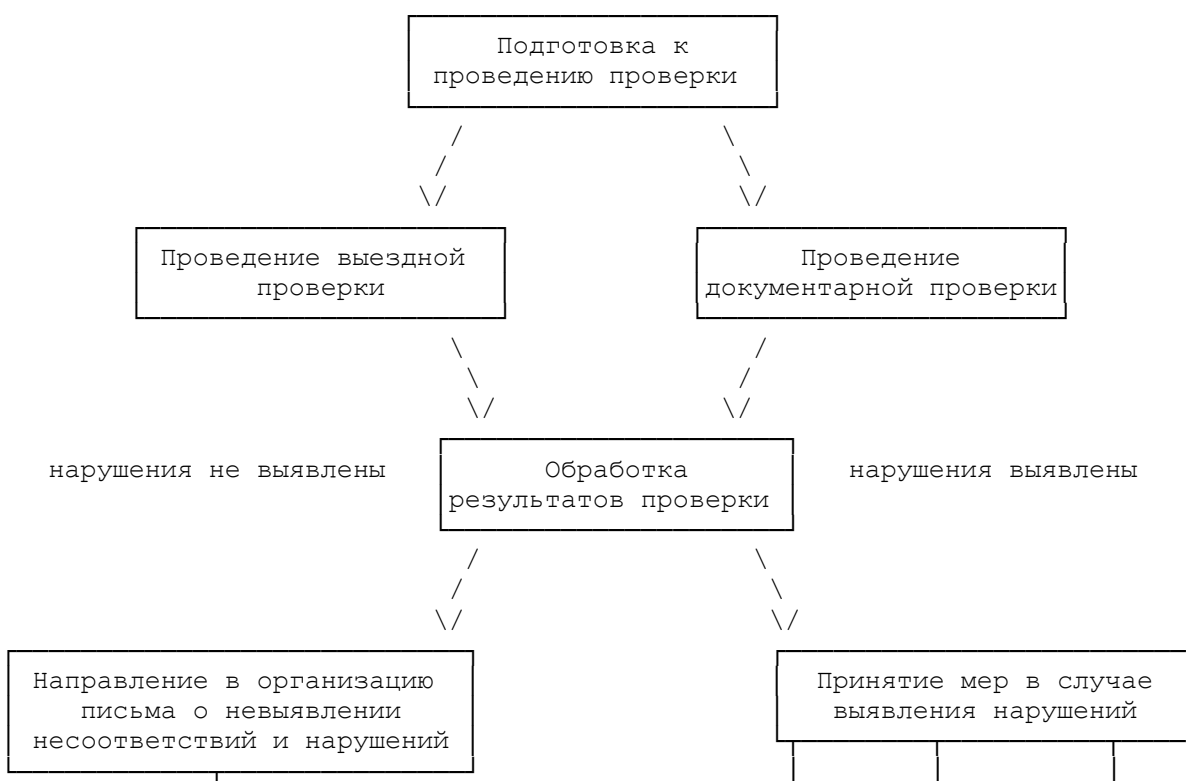 Подготовка к
проведению проверки
Проведение выездной
проверки
Проведение
документарной проверки
нарушения не выявлены
Обработка
результатов проверки
нарушения выявлены
Направление в организацию
письма о невыявлении
несоответствий и нарушений
Принятие мер в случае
выявления нарушений